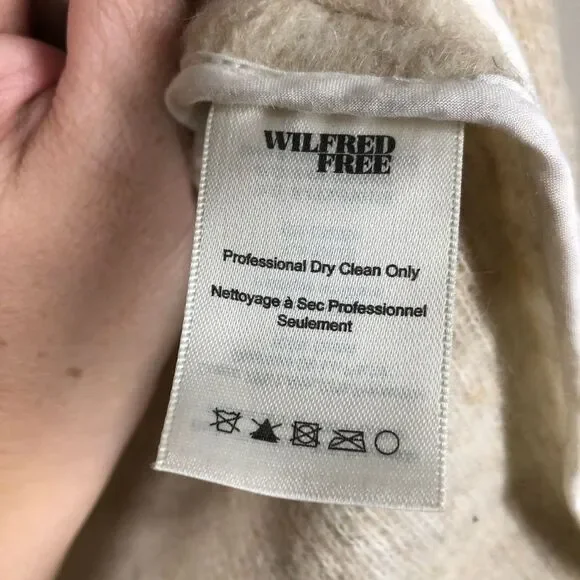 WILFRED
FREE
Professional Dry Clean Only
Nettoyage à Sec Professionnel
Seulement